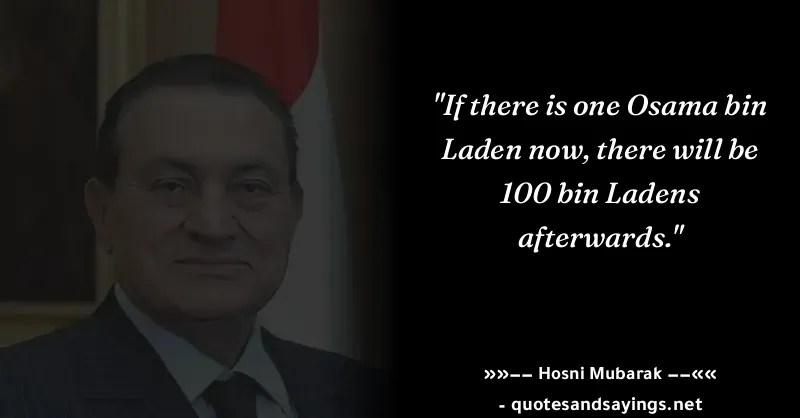 "If there is one Osama bin
Laden now, there will be
100 bin Ladens
afterwards."
»»−− Hosni Mubarak −−««
- quotesandsayings.net